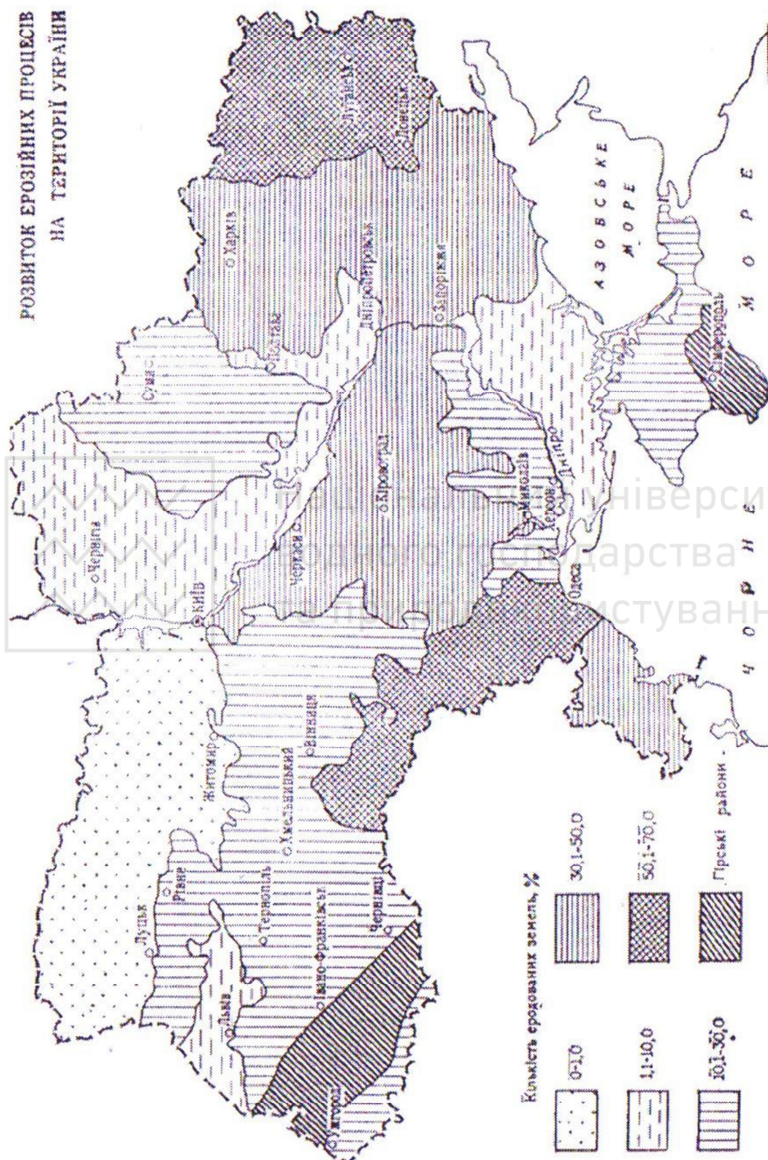 РОЗВИТОК ЕРОЗІЙНИХ ПРОЦЕСІВ
НА ТЕРИТОРІЇ УКРАЇНИ
Луцьк
Рівне
Львів
Тернопіль
Івано-Франківськ
Ужгород
Чернівці
Хмельницький
Вінниця
Житомир
КИЇВ
Чернігів
Суми
Полтава
Харків
Черкаси
Кіровоград
Дніпропетровськ
Запоріжжя
Луганськ
Донецьк
Миколаїв
Херсон
Дніпро
Одеса
Сімферополь
АЗОВСЬКЕ
МОРЕ
ЧОРНЕ МОРЕ
Кількість еродованих земель, %
0-1,0
1,1-10,0
10,1-30,0
30,1-50,0
50,1-70,0
Гірські райони -